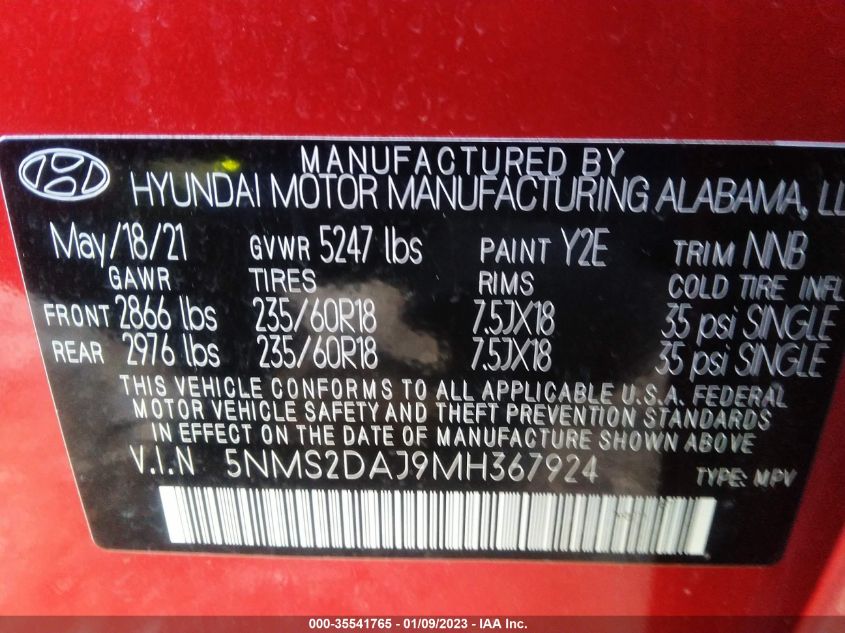 MANUFACTURED BY
HYUNDAI MOTOR MANUFACTURING ALABAMA, LL
May/18/21 GVWR 5247 lbs PAINT Y2E TRIM NNB
GAWR TIRES RIMS COLD TIRE INFL
FRONT 2866 lbs 235/60R18 7.5JX18 35 psi SINGLE
REAR 2976 lbs 235/60R18 7.5JX18 35 psi SINGLE
THIS VEHICLE CONFORMS TO ALL APPLICABLE U.S.A. FEDERAL
MOTOR VEHICLE SAFETY AND THEFT PREVENTION STANDARDS
IN EFFECT ON THE DATE OF MANUFACTURE SHOWN ABOVE.
V.I.N 5NMS2DAJ9MH367924 TYPE: MPV
000-35541765 - 01/09/2023 - IAA Inc.